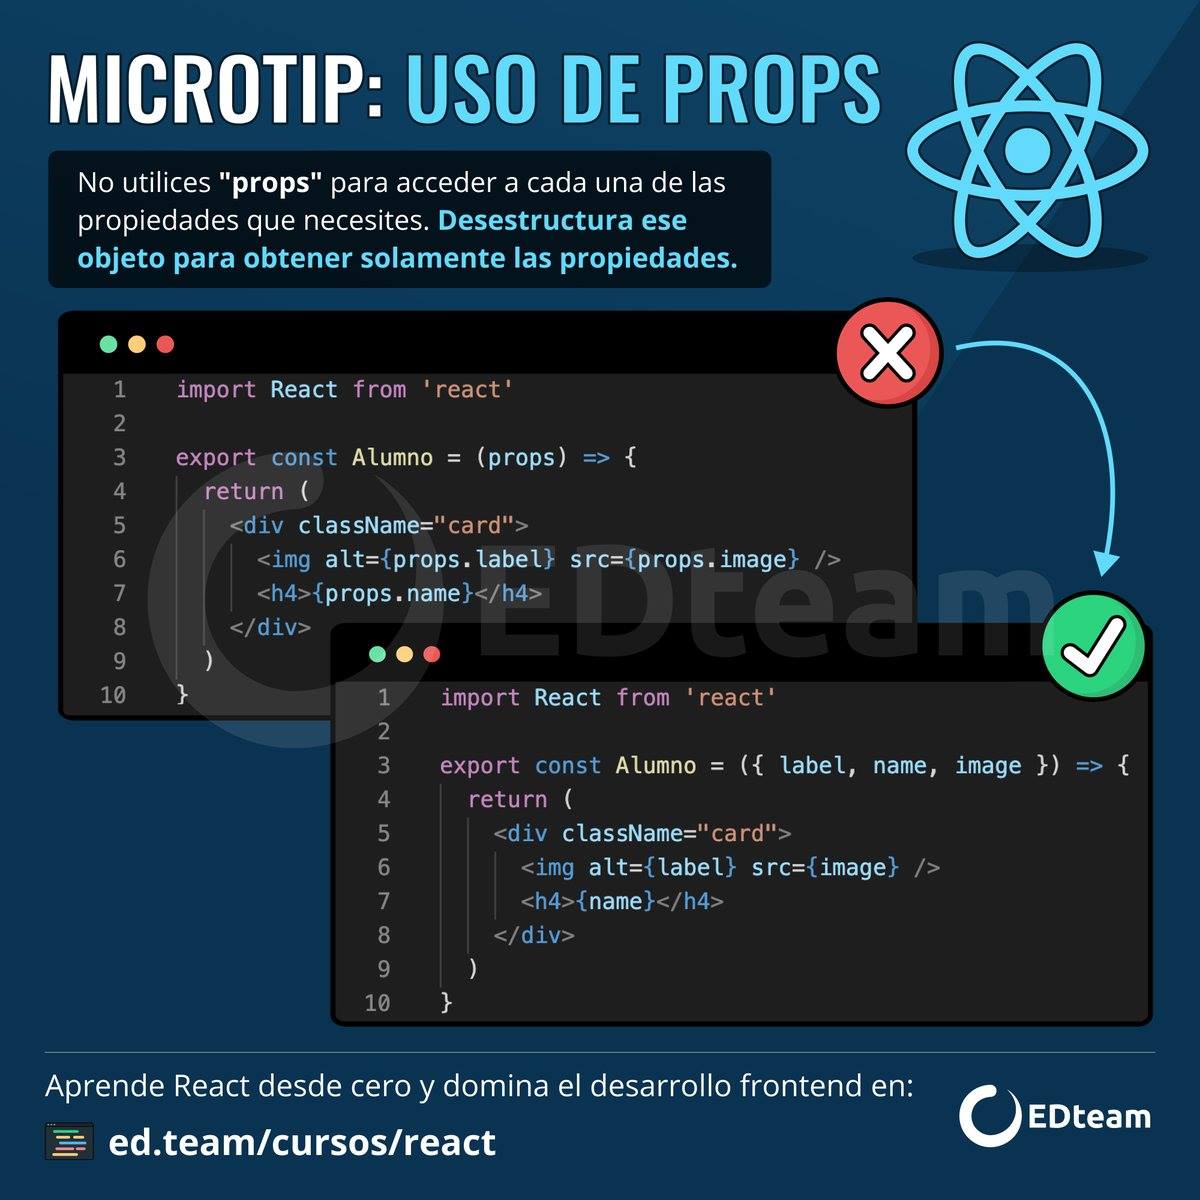 MICROTIP: USO DE PROPS
No utilices "props" para acceder a cada una de las
propiedades que necesites. Desestructura ese
objeto para obtener solamente las propiedades.
1 import React from 'react'
2
3 export const Alumno = (props) => {
4 return (
5 <div className="card">
6 <img alt={props.label} src={props.image} />
7 <h4>{props.name}</h4>
8 </div>
9 )
10 }
EDteam
1 import React from 'react'
2
3 export const Alumno = ({ label, name, image }) => {
4 return (
5 <div className="card">
6 <img alt={label} src={image} />
7 <h4>{name}</h4>
8 </div>
9 )
10 }
Aprende React desde cero y domina el desarrollo frontend en:
ed.team/cursos/react
EDteam